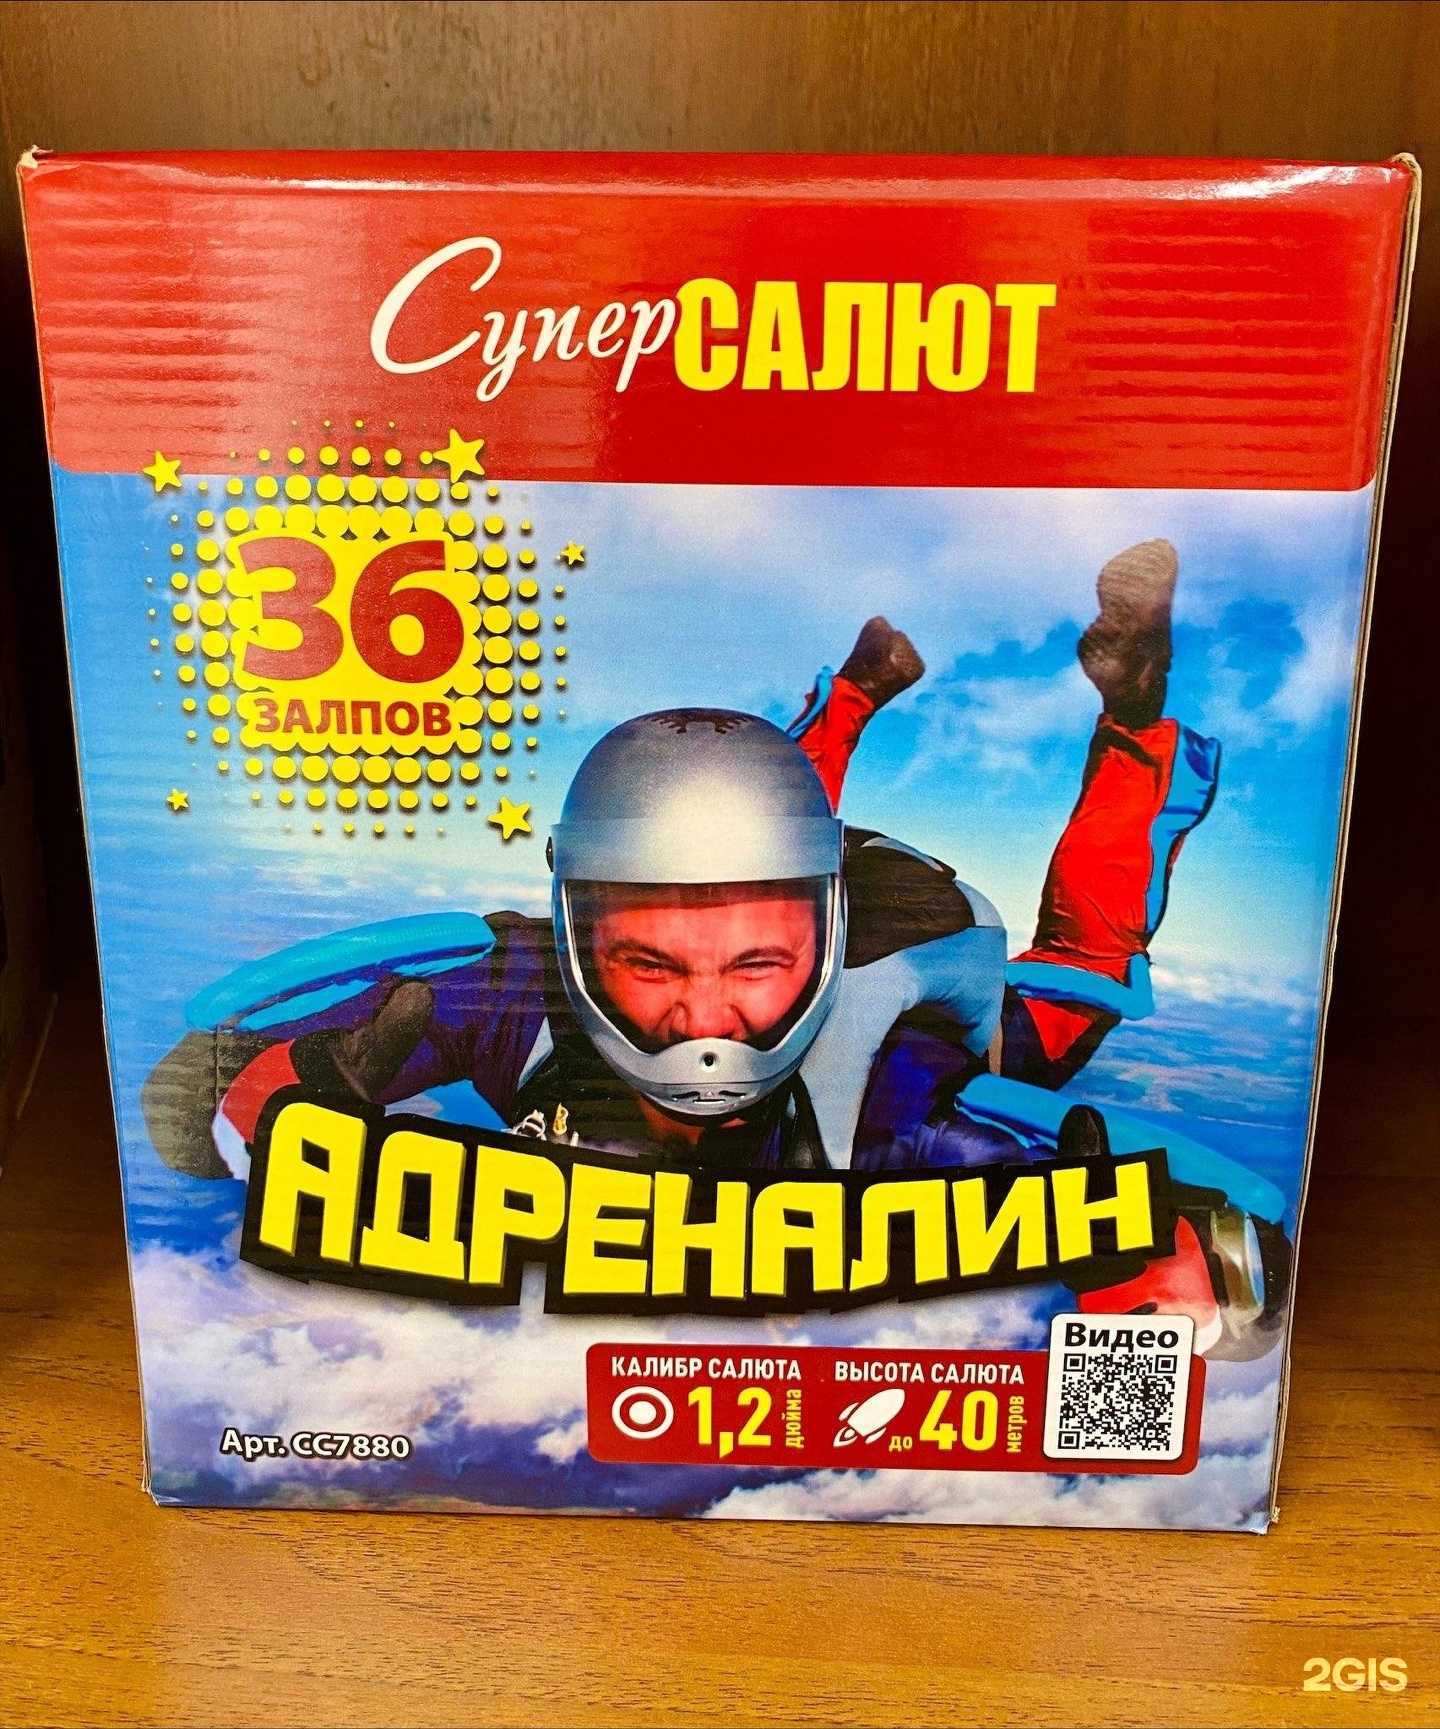 СуперСАЛЮТ
36
ЗАЛПОВ
АДРЕНАЛИН
Видео
КАЛИБР САЛЮТА
1,2 дюйма
ВЫСОТА САЛЮТА
до 40 метров
Арт. СС7880
2GIS